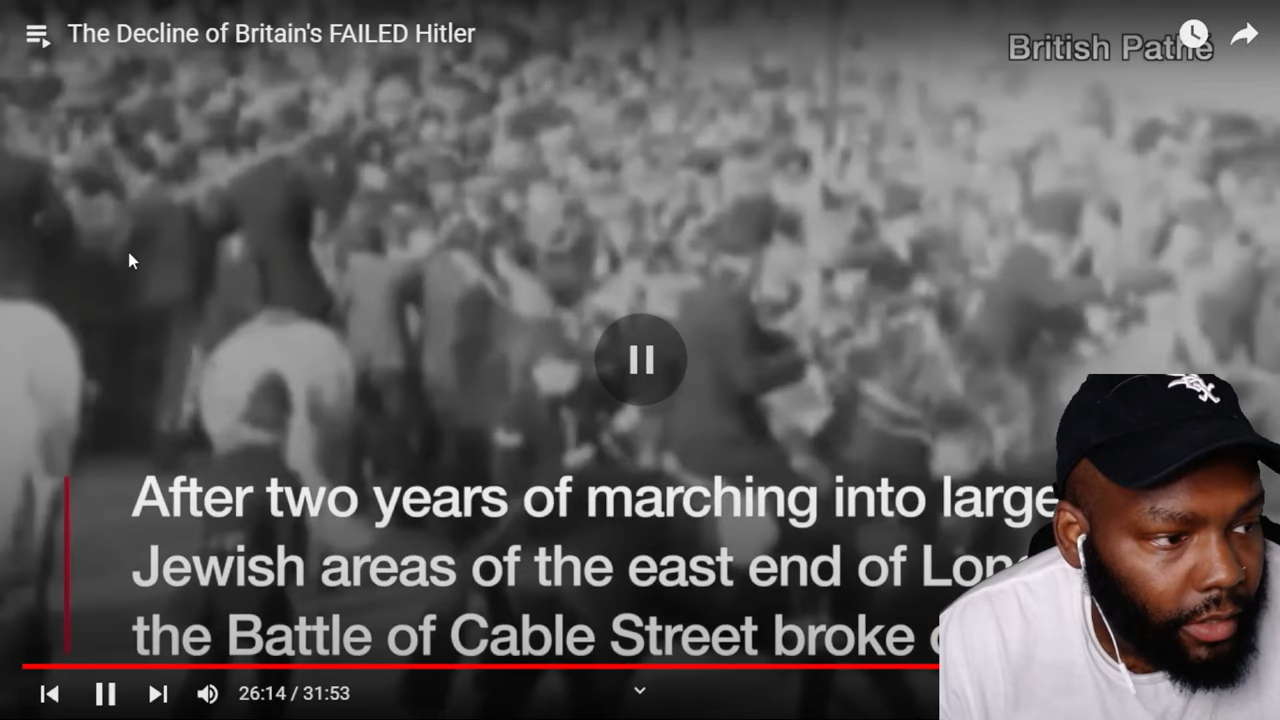 The Decline of Britain's FAILED Hitler
British Pathé
After two years of marching into large
Jewish areas of the east end of Lon
the Battle of Cable Street broke
26:14 / 31:53